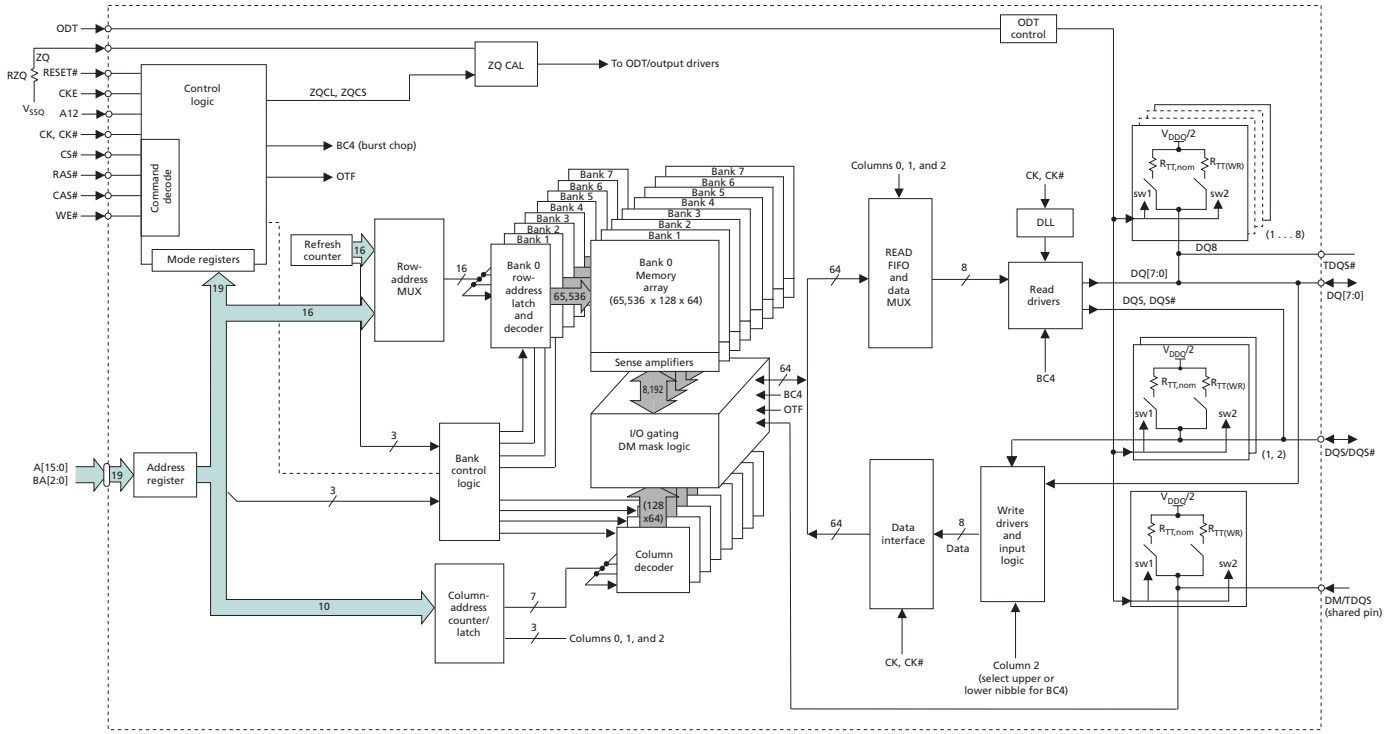 ODT
ODT
control
ZQ
RZQ
VSSQ
RESET#
CKE
A12
CK, CK#
CS#
RAS#
CAS#
WE#
Control
logic
Command
decode
Mode registers
ZQ CAL
To ODT/output drivers
ZQCL, ZQCS
BC4 (burst chop)
OTF
Refresh
counter
16
Row-
address
MUX
16
19
16
Bank 7
Bank 6
Bank 5
Bank 4
Bank 3
Bank 2
Bank 1
Bank 0
row-
address
latch
and
decoder
65,536
Bank 7
Bank 6
Bank 5
Bank 4
Bank 3
Bank 2
Bank 1
Bank 0
Memory
array
(65,536 x 128 x 64)
Sense amplifiers
8,192
64
BC4
OTF
I/O gating
DM mask logic
(128
x64)
Column
decoder
3
Bank
control
logic
3
A[15:0]
BA[2:0]
19
Address
register
10
Column-
address
counter/
latch
7
3
Columns 0, 1, and 2
Columns 0, 1, and 2
64
READ
FIFO
and
data
MUX
8
CK, CK#
DLL
Read
drivers
BC4
DQ8
DQ[7:0]
DQS, DQS#
VDDQ/2
RTT,nom
RTT(WR)
sw1
sw2
(1 . . . 8)
TDQS#
DQ[7:0]
VDDQ/2
RTT,nom
RTT(WR)
sw1
sw2
(1, 2)
DQS/DQS#
VDDQ/2
RTT,nom
RTT(WR)
sw1
sw2
DM/TDQS
(shared pin)
64
Data
interface
8
Data
Write
drivers
and
input
logic
CK, CK#
Column 2
(select upper or
lower nibble for BC4)